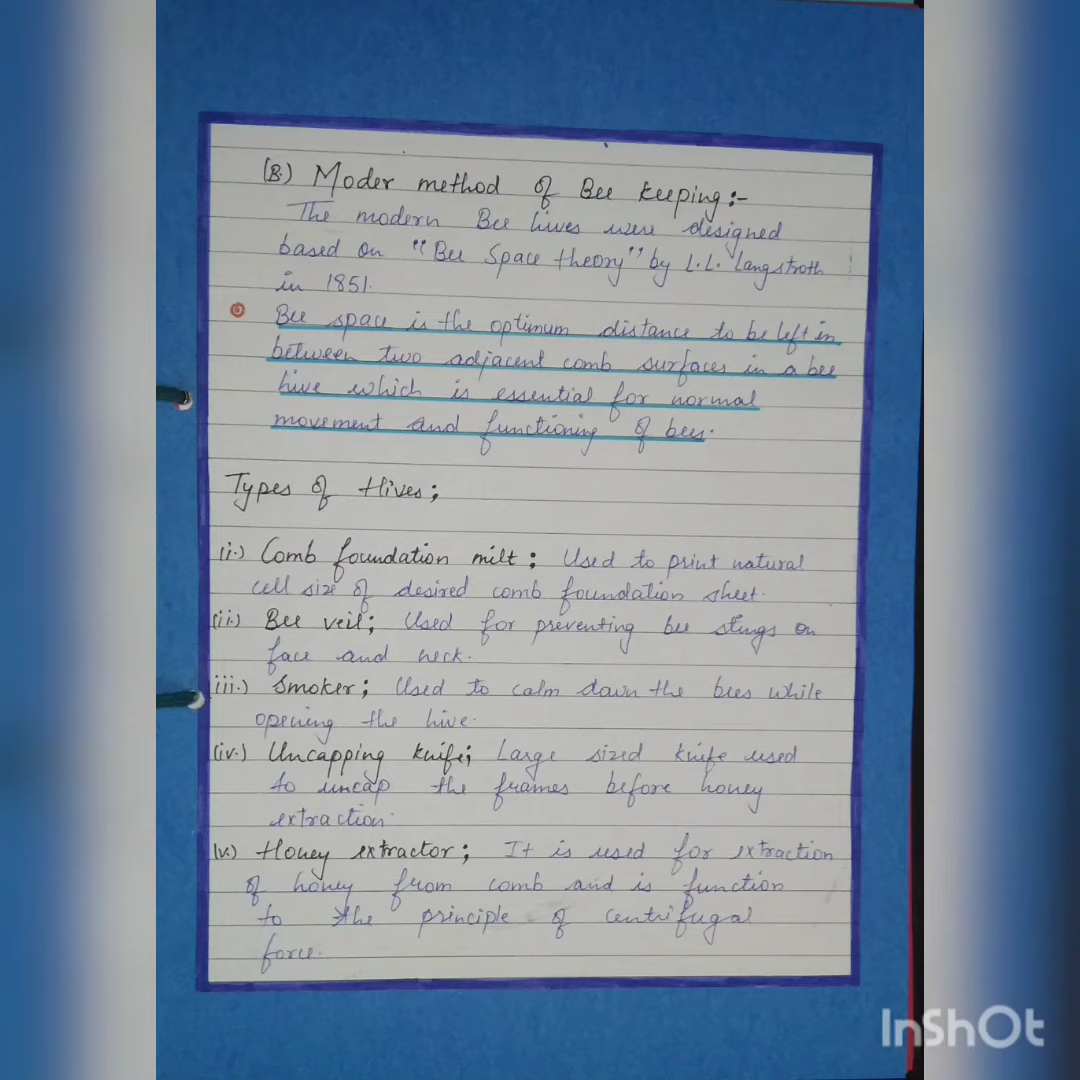 (B.) Moder method of Bee keeping:-
The modern Bee hives were designed
based on "Bee Space theory" by L.L. Langstroth
in 1851.
Bee space is the optimum distance to be left in
between two adjacent comb surfaces in a bee
hive which is essential for normal
movement and functioning of bees.
Types of Hives;
(i.) Comb foundation milt; Used to print natural
cell size of desired comb foundation sheet.
(ii.) Bee veil; Used for preventing bee stings on
face and neck.
iii.) Smoker; Used to calm down the bees while
opening the hive.
(iv.) Uncapping knife; Large sized knife used
to uncap the frames before honey
extraction.
(v.) Honey extractor; It is used for extraction
of honey from comb and is function
to the principle of centrifugal
force.
InShOt